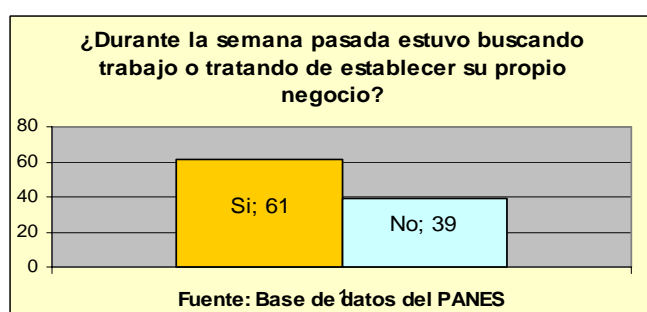 ¿Durante la semana pasada estuvo buscando
trabajo o tratando de establecer su propio
negocio?
80
60
40
20
0
Si; 61
No; 39
1
Fuente: Base de datos del PANES